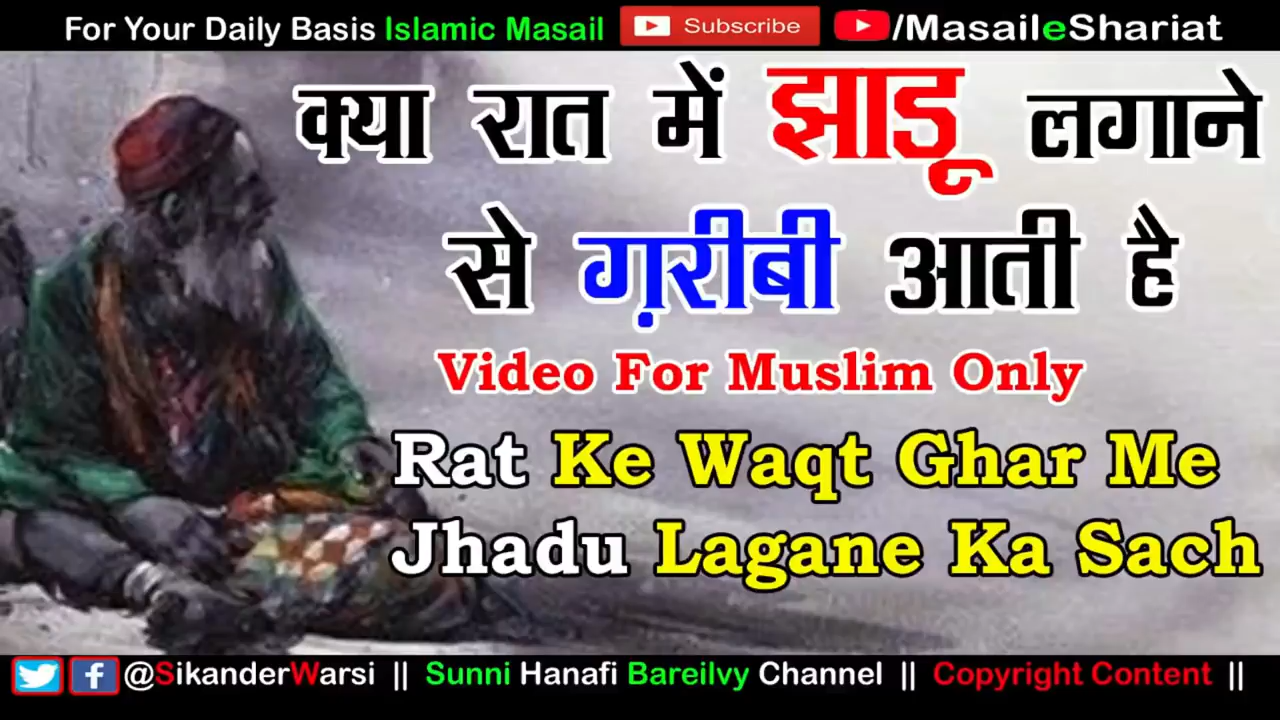 For Your Daily Basis Islamic Masail Subscribe /MasaileShariat
क्या रात में झाडू लगाने
से ग़रीबी आती है
Video For Muslim Only
Rat Ke Waqt Ghar Me
Jhadu Lagane Ka Sach
@SikanderWarsi || Sunni Hanafi Bareilvy Channel || Copyright Content ||